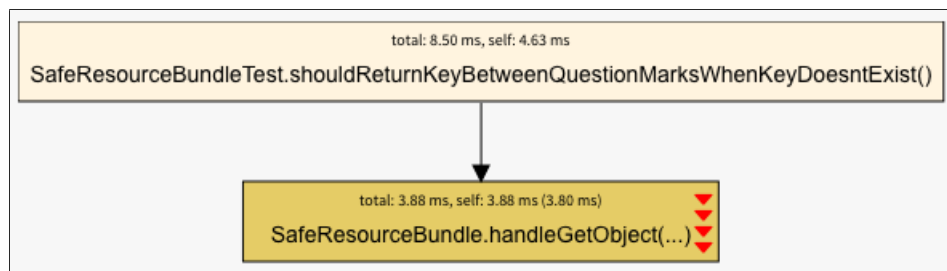 total: 8.50 ms, self: 4.63 ms
SafeResourceBundleTest.shouldReturnKeyBetweenQuestionMarksWhenKeyDoesntExist()
total: 3.88 ms, self: 3.88 ms (3.80 ms)
SafeResourceBundle.handleGetObject(...)